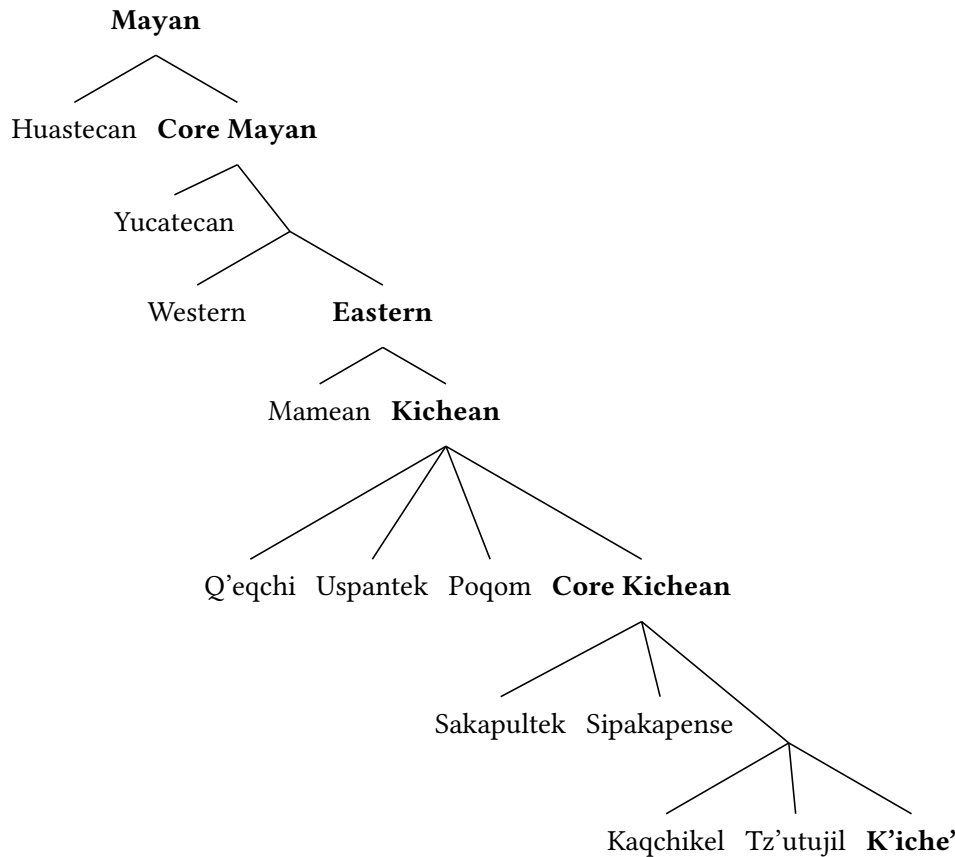 Mayan
Huastecan Core Mayan
Yucatecan
Western Eastern
Mamean Kichean
Q’eqchi Uspantek Poqom Core Kichean
Sakapultek Sipakapense
Kaqchikel Tz’utujil K’iche’